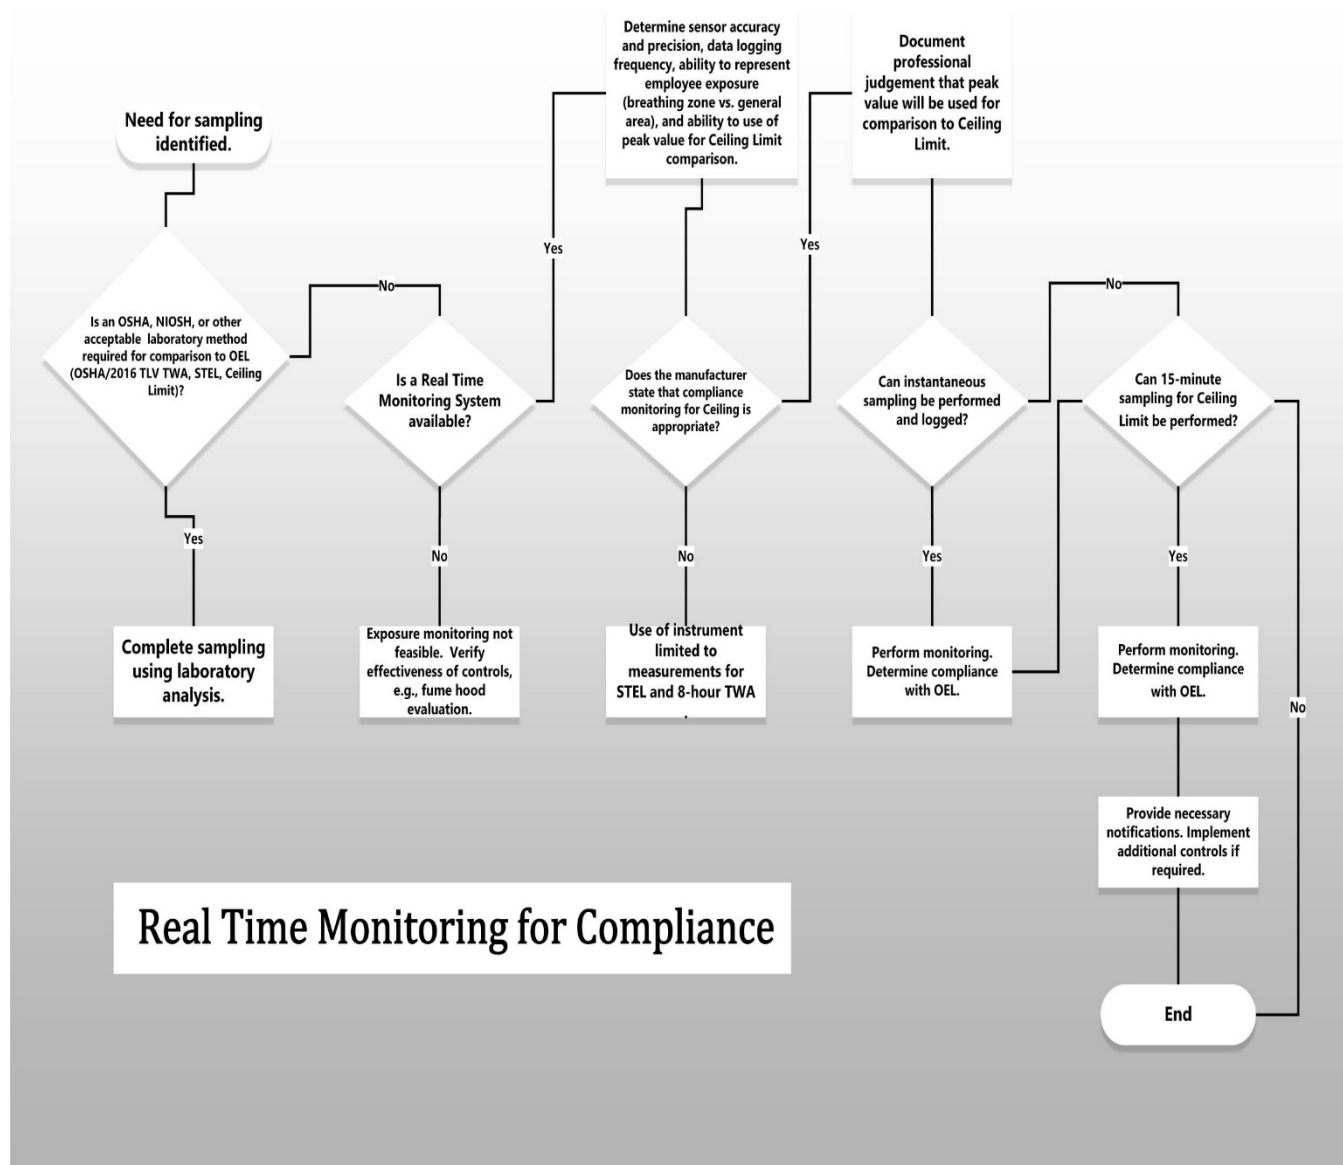 Need for sampling
identified.
Is an OSHA, NIOSH, or other
acceptable laboratory method
required for comparison to OEL
(OSHA/2016 TLV TWA, STEL, Ceiling
Limit)?
Yes
Complete sampling
using laboratory
analysis.
No
Is a Real Time
Monitoring System
available?
No
Exposure monitoring not
feasible. Verify
effectiveness of controls,
e.g., fume hood
evaluation.
Yes
Determine sensor accuracy
and precision, data logging
frequency, ability to represent
employee exposure
(breathing zone vs. general
area), and ability to use of
peak value for Ceiling Limit
comparison.
Does the manufacturer
state that compliance
monitoring for Ceiling is
appropriate?
No
Use of instrument
limited to
measurements for
STEL and 8-hour TWA
Yes
Document
professional
judgement that peak
value will be used for
comparison to Ceiling
Limit.
Can instantaneous
sampling be performed
and logged?
Yes
Perform monitoring.
Determine compliance
with OEL.
No
Can 15-minute
sampling for Ceiling
Limit be performed?
Yes
Perform monitoring.
Determine compliance
with OEL.
No
Provide necessary
notifications. Implement
additional controls if
required.
End
Real Time Monitoring for Compliance